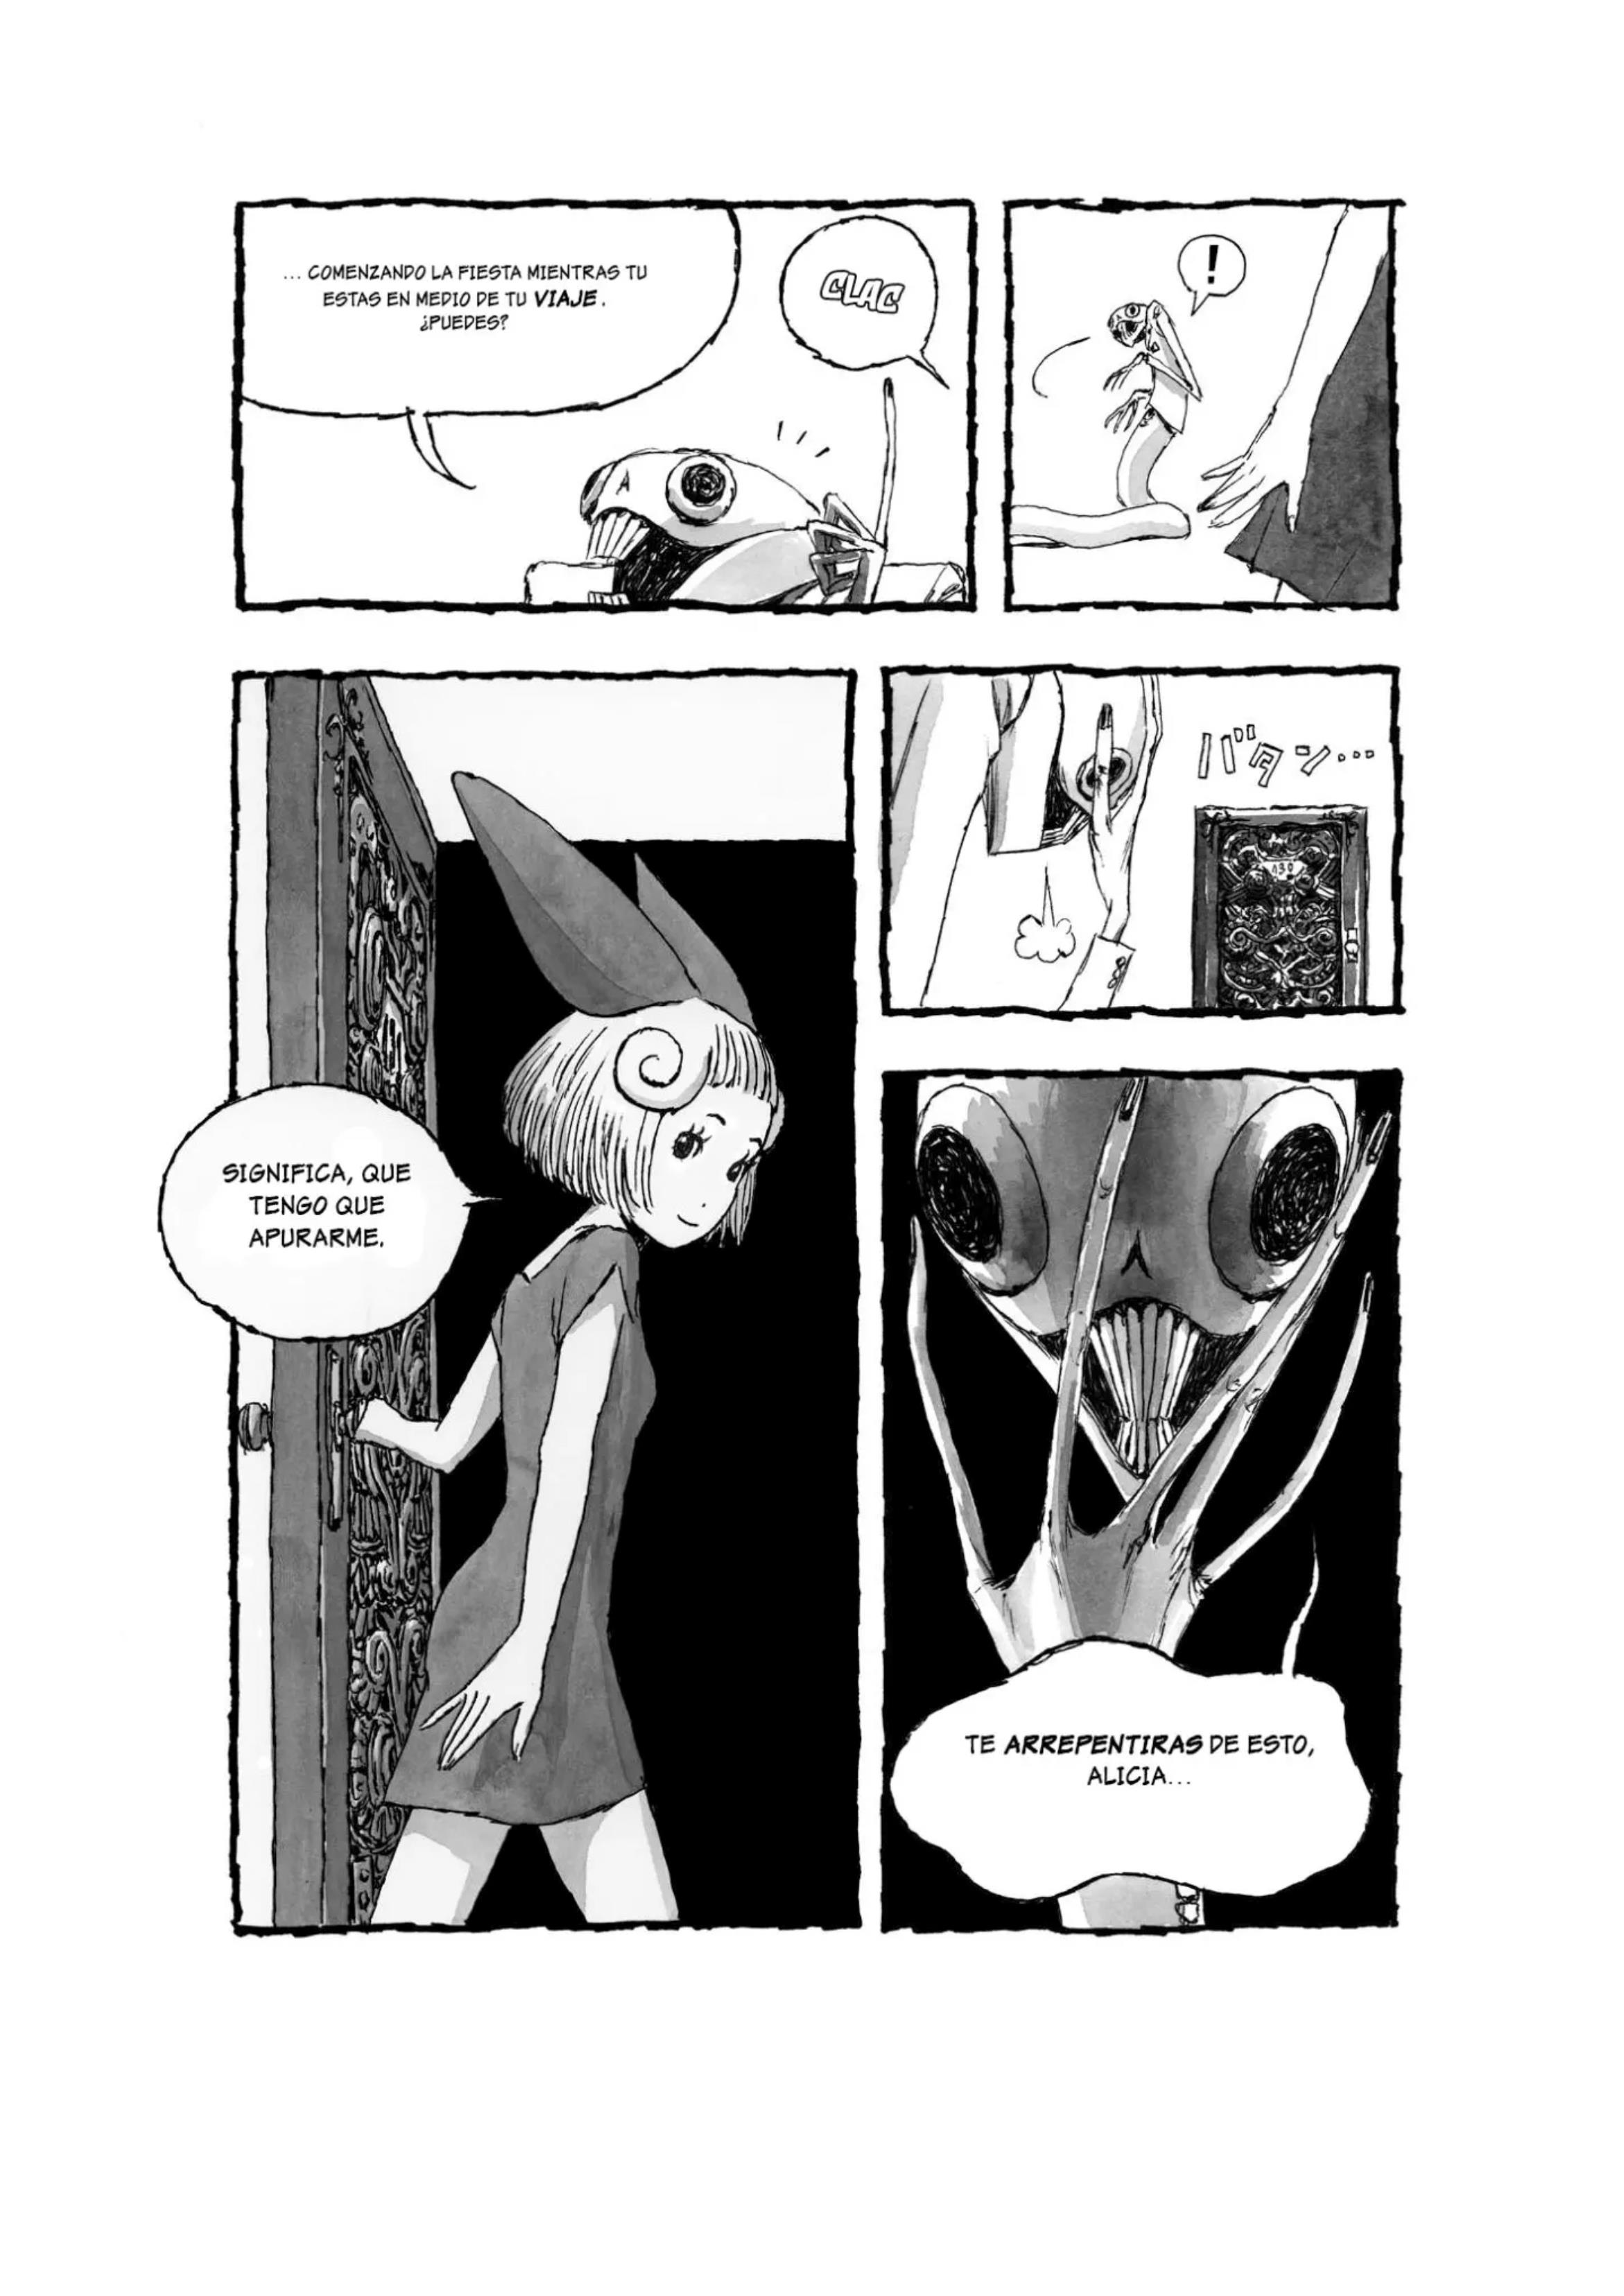 ... COMENZANDO LA FIESTA MIENTRAS TU
ESTAS EN MEDIO DE TU VIAJE.
¿PUEDES?
CLAC
!
SIGNIFICA, QUE
TENGO QUE
APURARME.
バタン...
TE ARREPENTIRAS DE ESTO,
ALICIA...